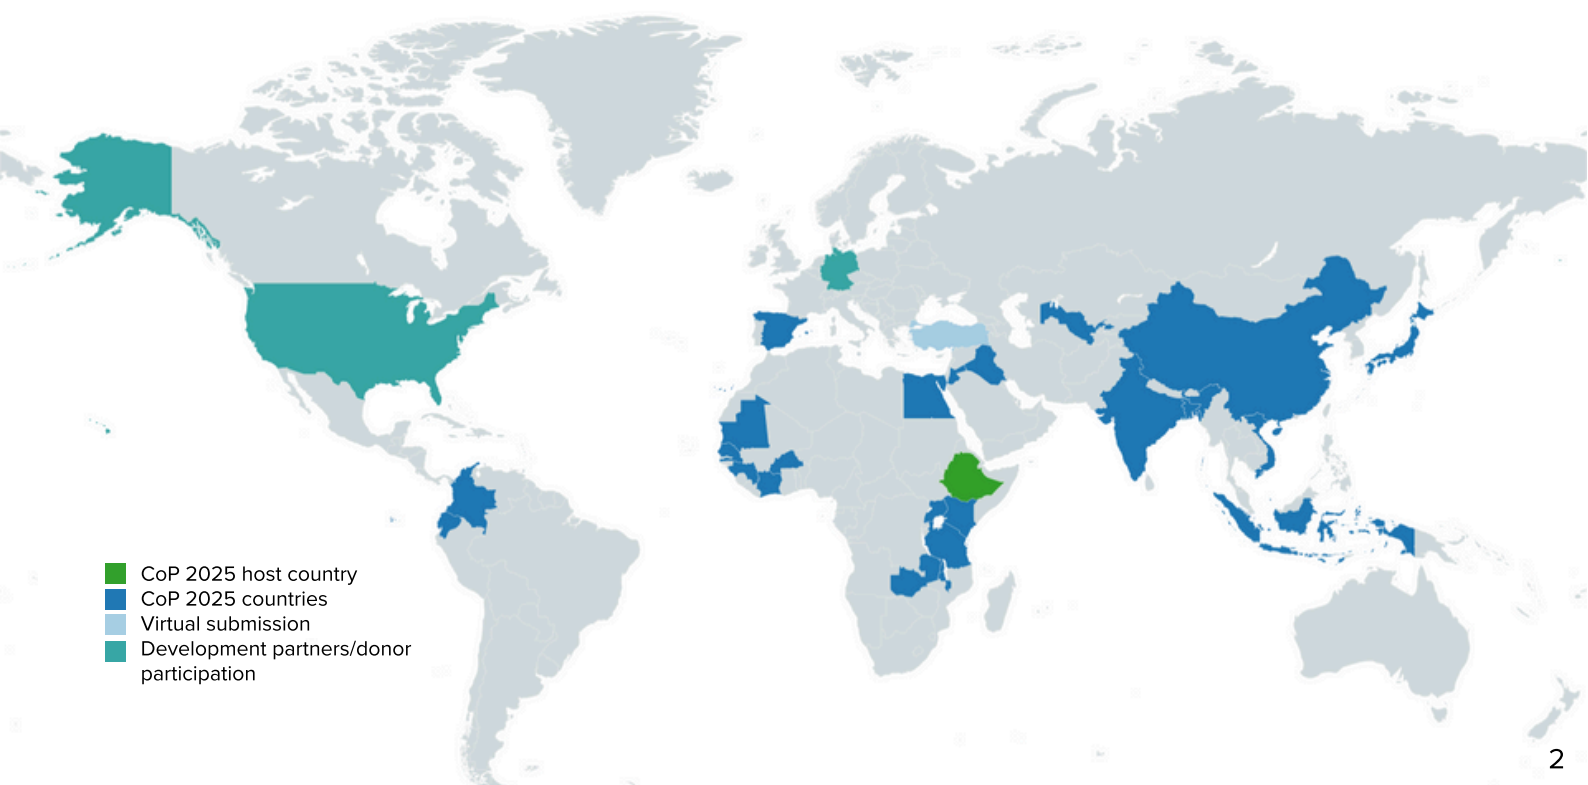 CoP 2025 host country
CoP 2025 countries
Virtual submission
Development partners/donor
participation
2